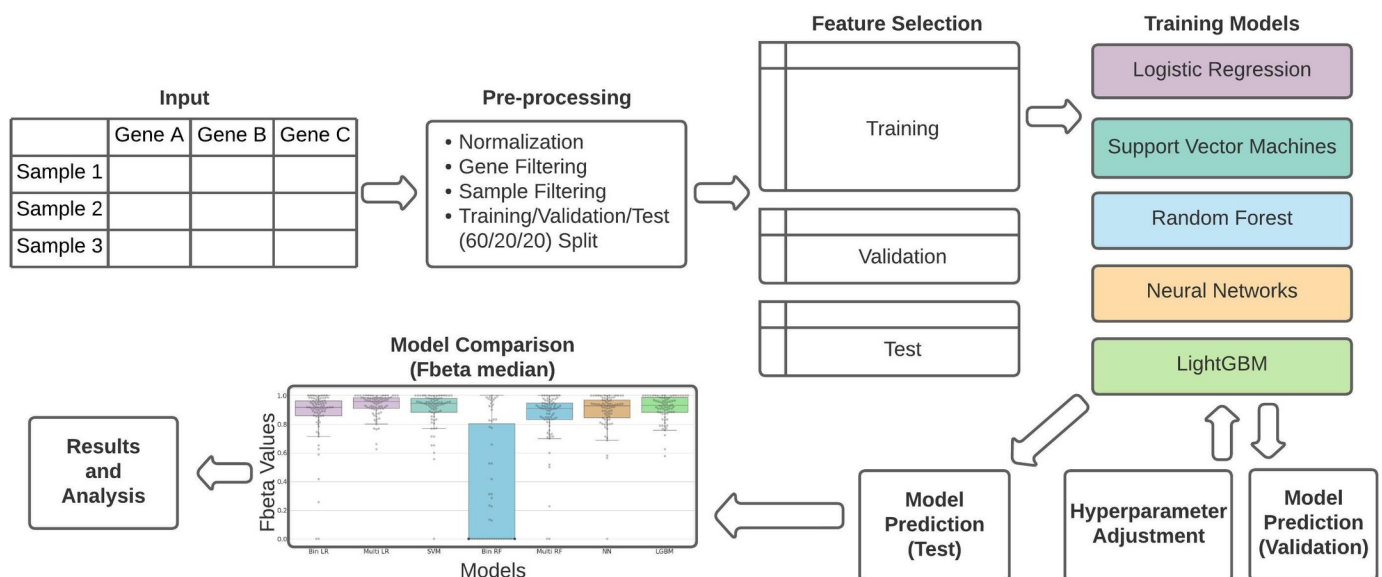 Input
Gene A Gene B Gene C
Sample 1
Sample 2
Sample 3
Pre-processing
• Normalization
• Gene Filtering
• Sample Filtering
• Training/Validation/Test
(60/20/20) Split
Feature Selection
Training
Validation
Test
Training Models
Logistic Regression
Support Vector Machines
Random Forest
Neural Networks
LightGBM
Hyperparameter
Adjustment
Model
Prediction
(Validation)
Model
Prediction
(Test)
Model Comparison
(Fbeta median)
Fbeta Values
1.0
0.8
0.6
0.4
0.2
0.0
Bin LR Multi LR SVM Bin RF Multi RF NN LGBM
Models
Results
and
Analysis